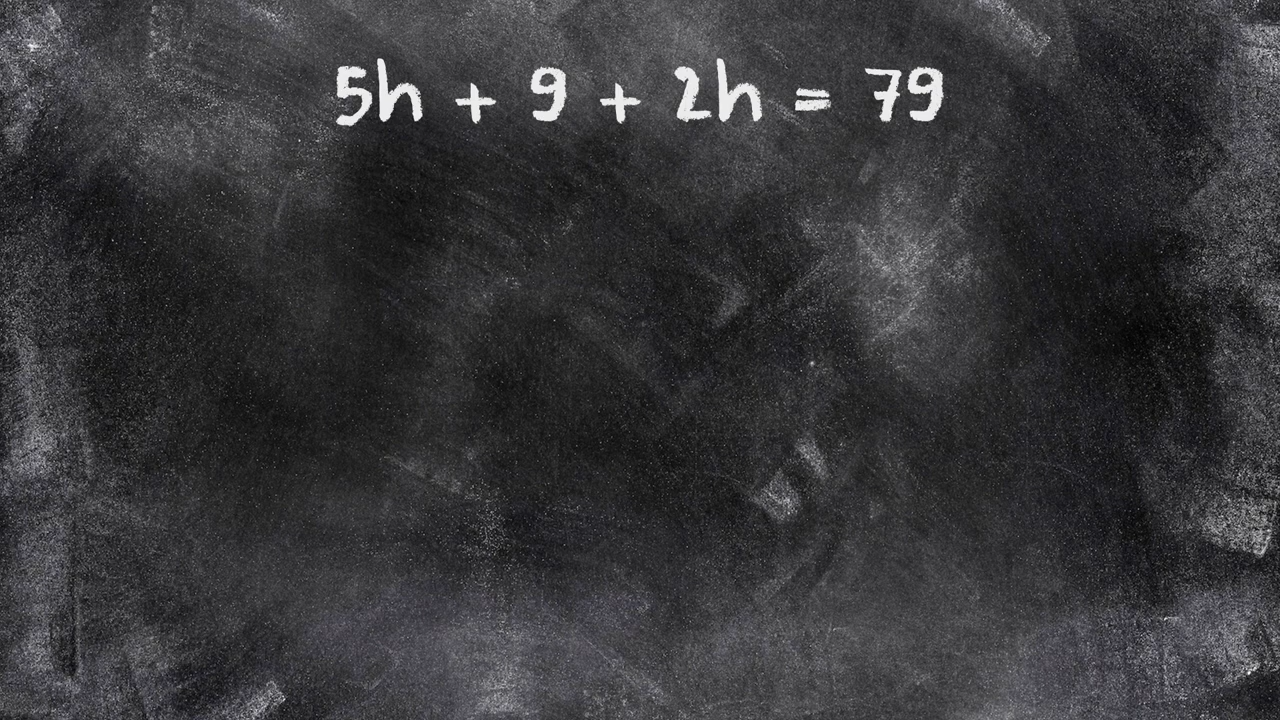 5h + 9 + 2h = 79